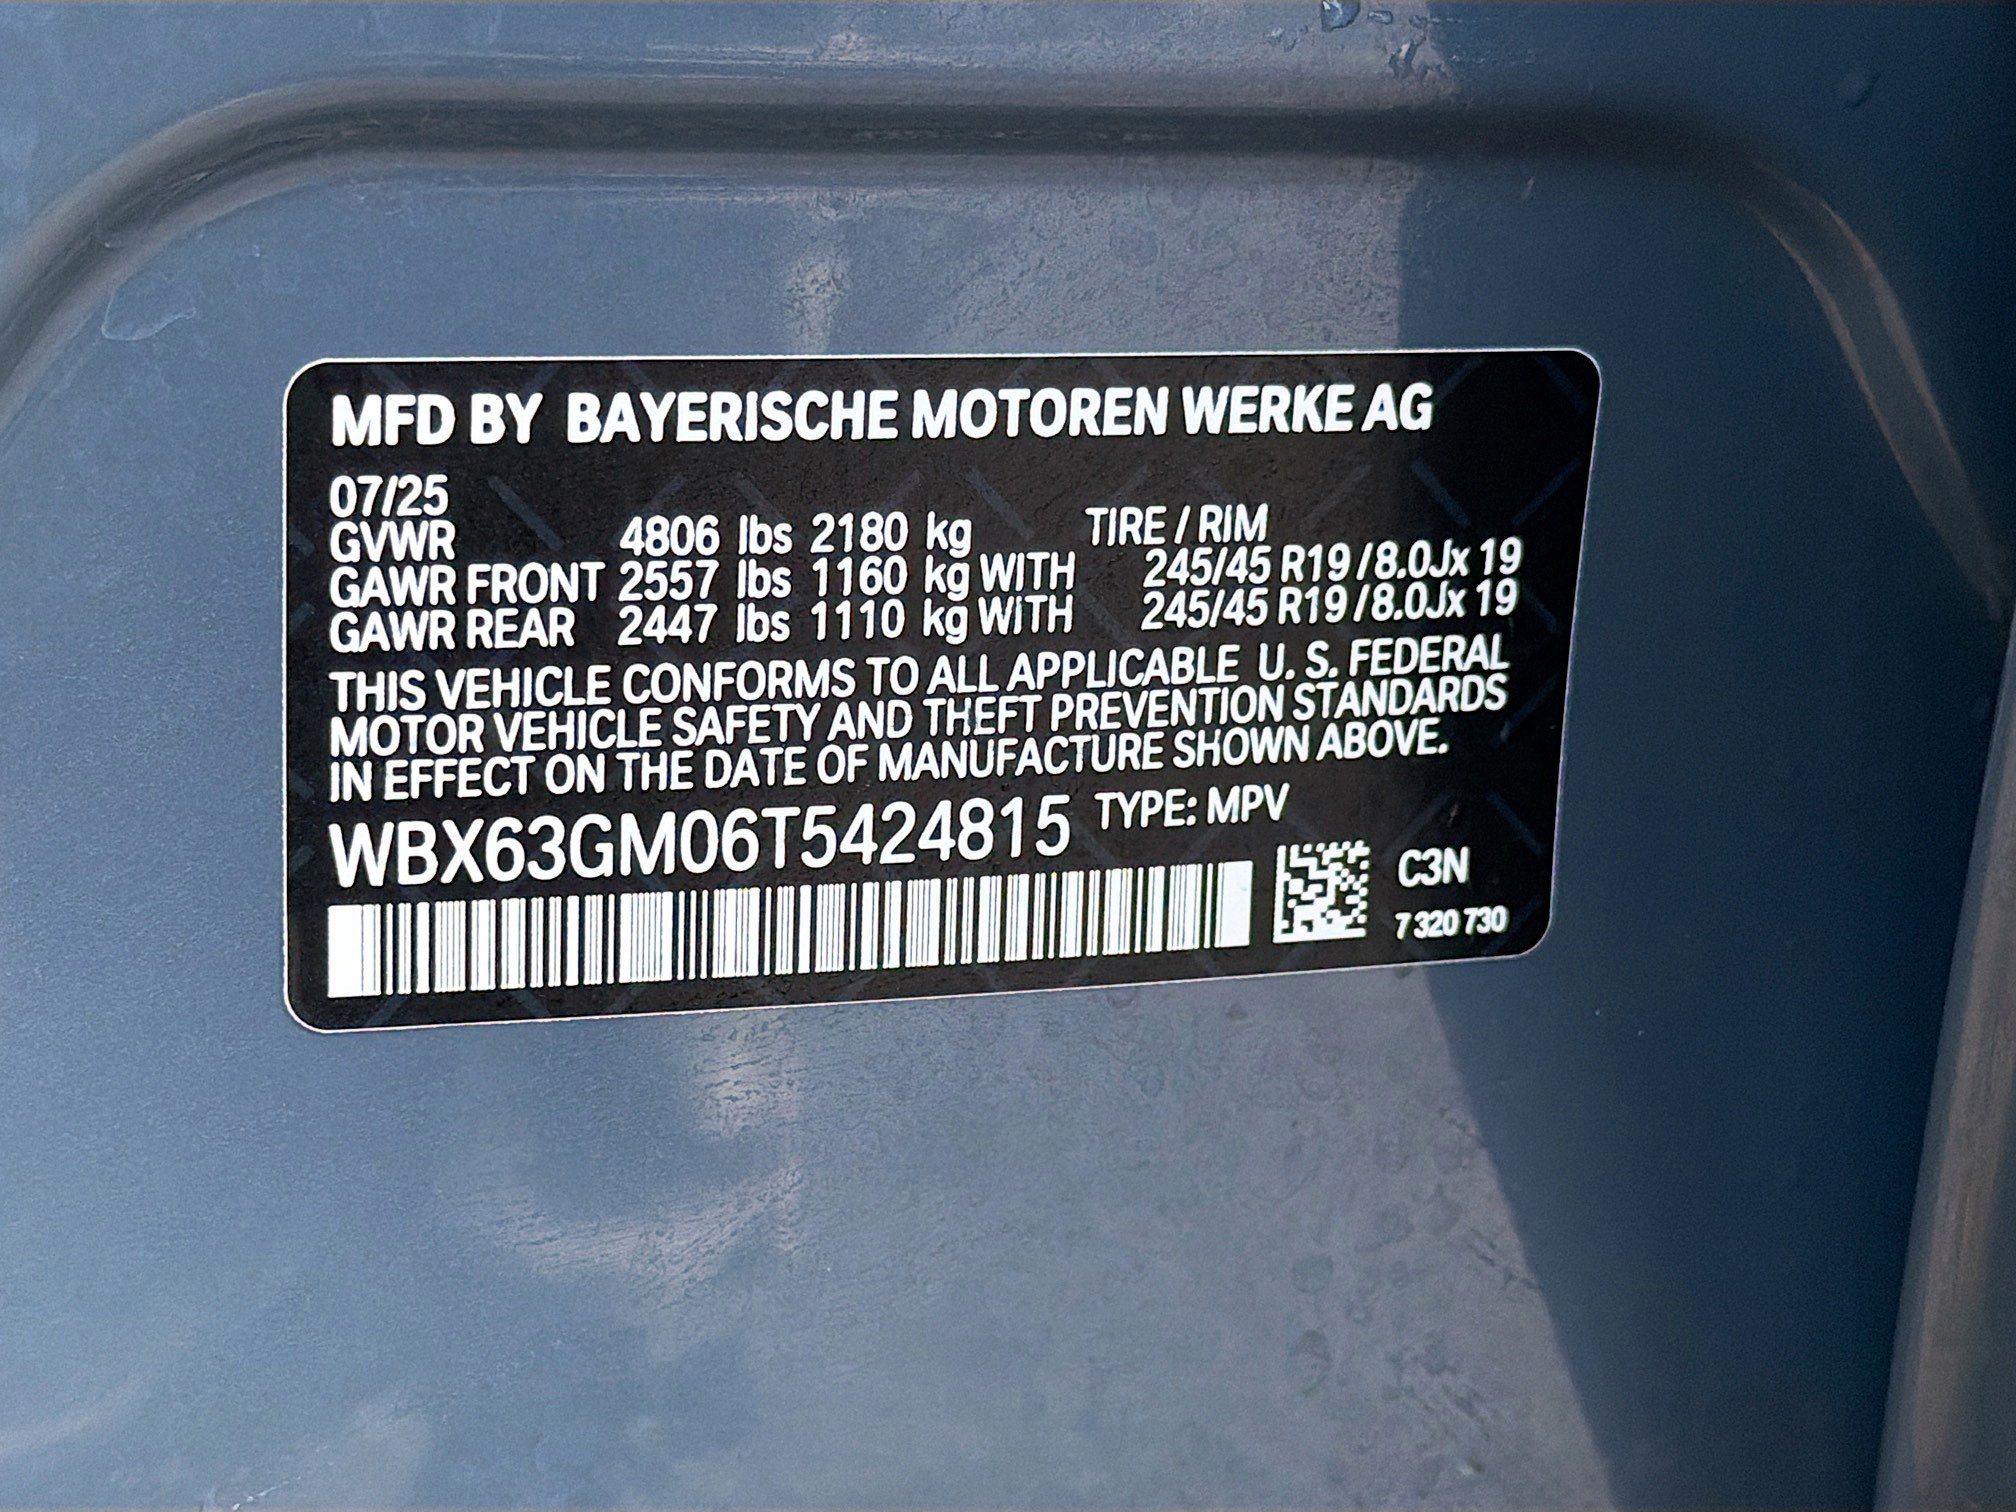 MFD BY BAYERISCHE MOTOREN WERKE AG
07/25
GVWR 4806 lbs 2180 kg TIRE / RIM
GAWR FRONT 2557 lbs 1160 kg WITH 245/45 R19 /8.0Jx 19
GAWR REAR 2447 lbs 1110 kg WITH 245/45 R19 /8.0Jx 19
THIS VEHICLE CONFORMS TO ALL APPLICABLE U. S. FEDERAL
MOTOR VEHICLE SAFETY AND THEFT PREVENTION STANDARDS
IN EFFECT ON THE DATE OF MANUFACTURE SHOWN ABOVE.
WBX63GM06T5424815 TYPE: MPV
C3N
7 320 730